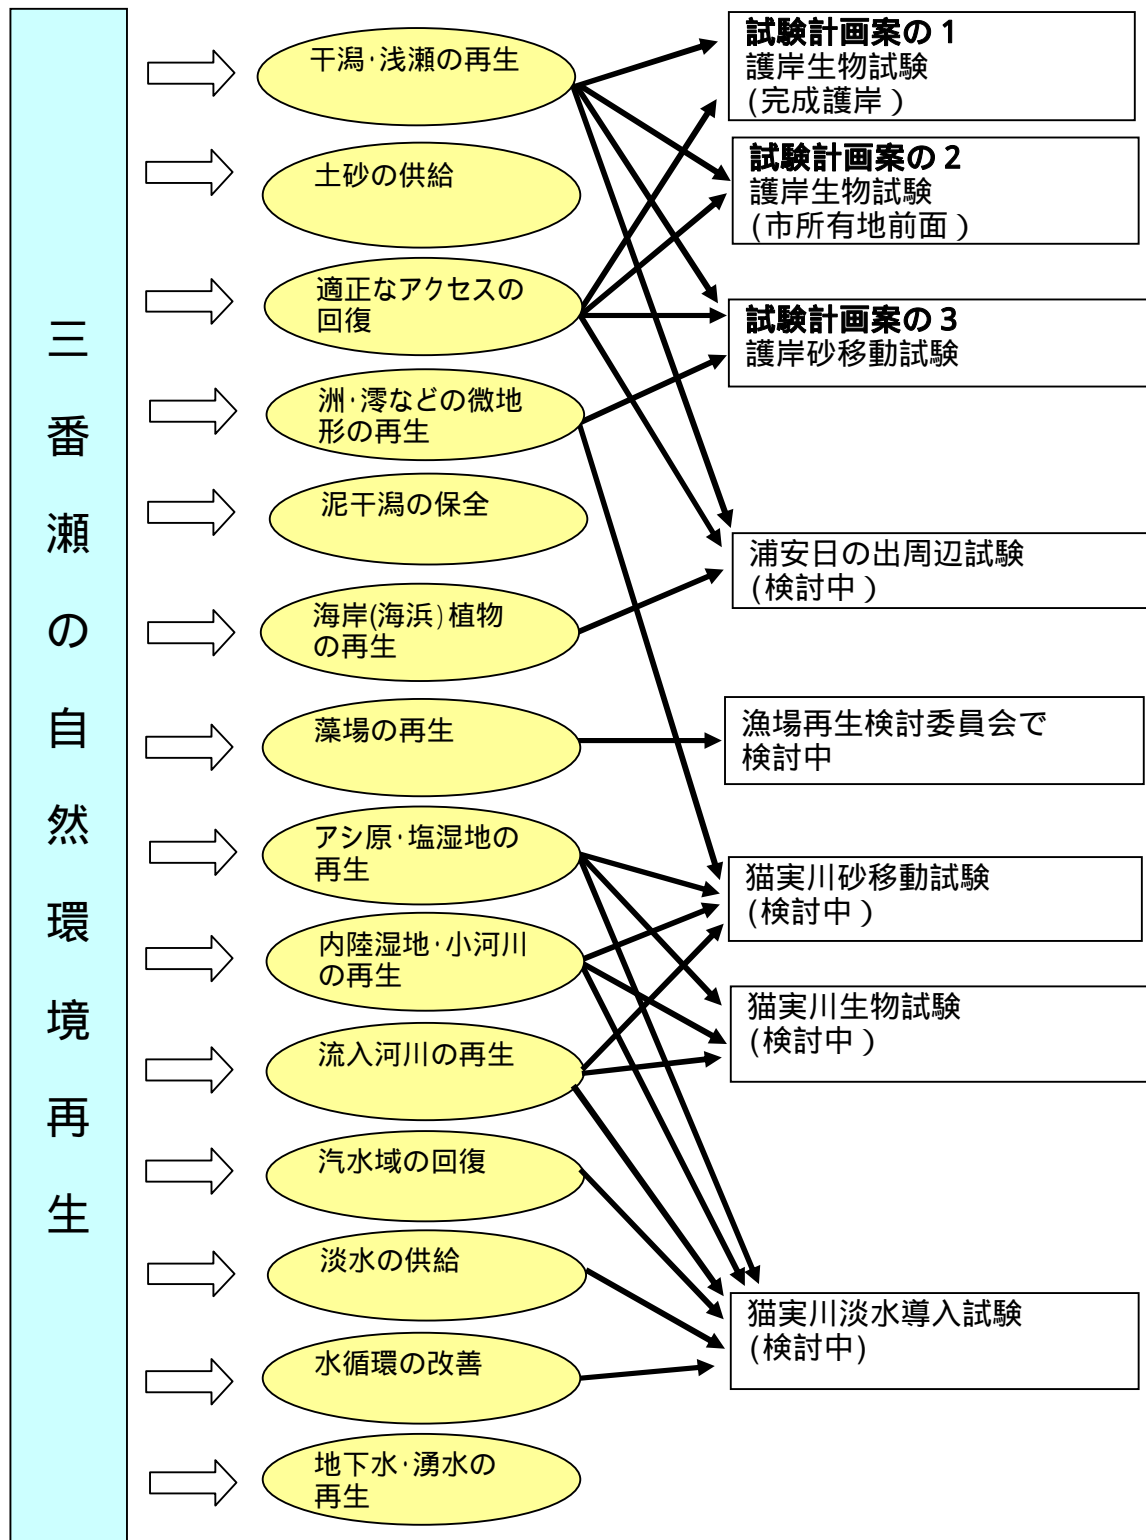 三番瀬の自然環境再生
干潟・浅瀬の再生
土砂の供給
適正なアクセスの
回復
洲・澪などの微地
形の再生
泥干潟の保全
海岸(海浜)植物
の再生
藻場の再生
アシ原・塩湿地の
再生
内陸湿地・小河川
の再生
流入河川の再生
汽水域の回復
淡水の供給
水循環の改善
地下水・湧水の
再生
試験計画案の1
護岸生物試験
(完成護岸)
試験計画案の2
護岸生物試験
(市所有地前面)
試験計画案の3
護岸砂移動試験
浦安日の出周辺試験
(検討中)
漁場再生検討委員会で
検討中
猫実川砂移動試験
(検討中)
猫実川生物試験
(検討中)
猫実川淡水導入試験
(検討中)